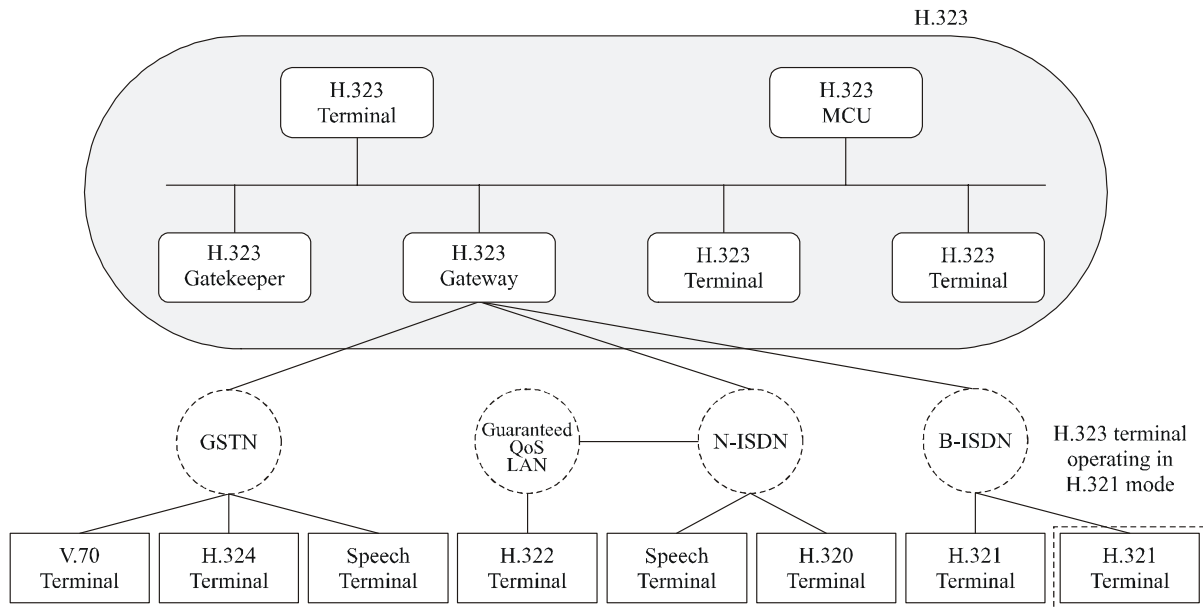 H.323
H.323
Terminal
H.323
MCU
H.323
Gatekeeper
H.323
Gateway
H.323
Terminal
H.323
Terminal
GSTN
Guaranteed
QoS
LAN
N-ISDN
B-ISDN
H.323 terminal
operating in
H.321 mode
V.70
Terminal
H.324
Terminal
Speech
Terminal
H.322
Terminal
Speech
Terminal
H.320
Terminal
H.321
Terminal
H.321
Terminal